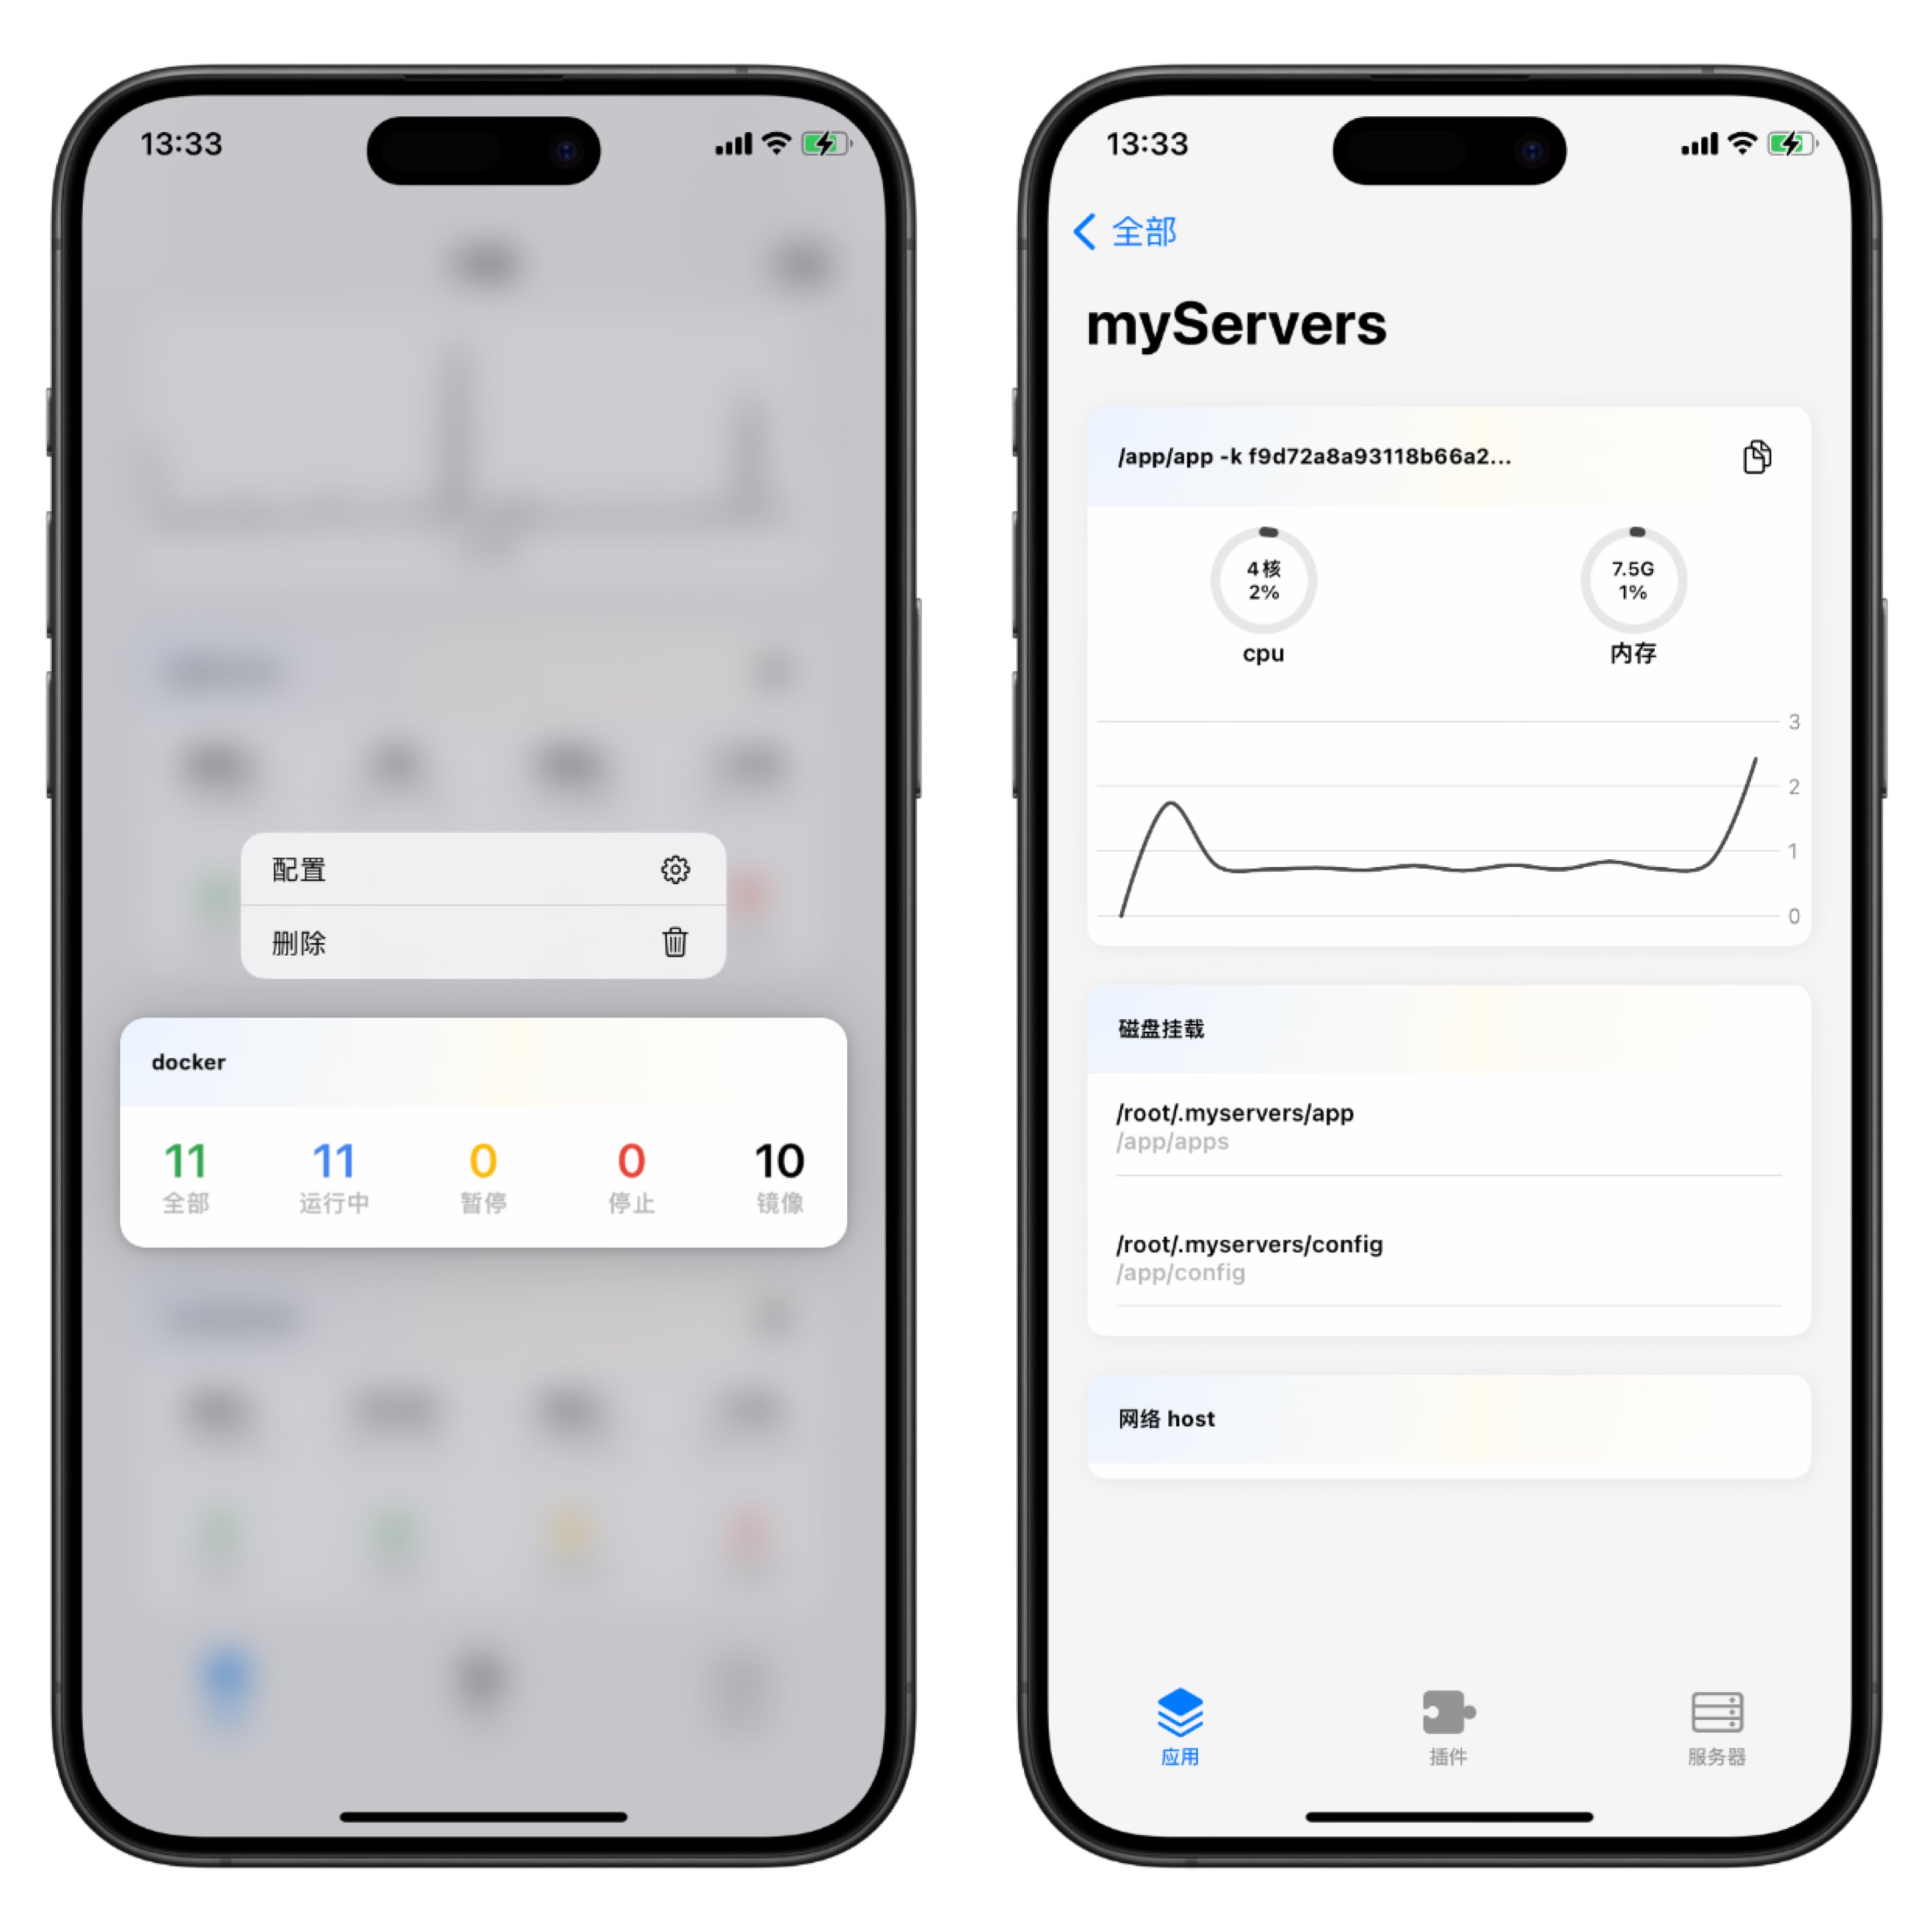 13:33
配置
删除
docker
11 11 0 0 10
全部 运行中 暂停 停止 镜像
13:33
全部
myServers
/app/app -k f9d72a8a93118b66a2...
4核 7.5G
2% 1%
cpu 内存
3
2
1
0
磁盘挂载
/root/.myservers/app
/app/apps
/root/.myservers/config
/app/config
网络 host
应用 插件 服务器